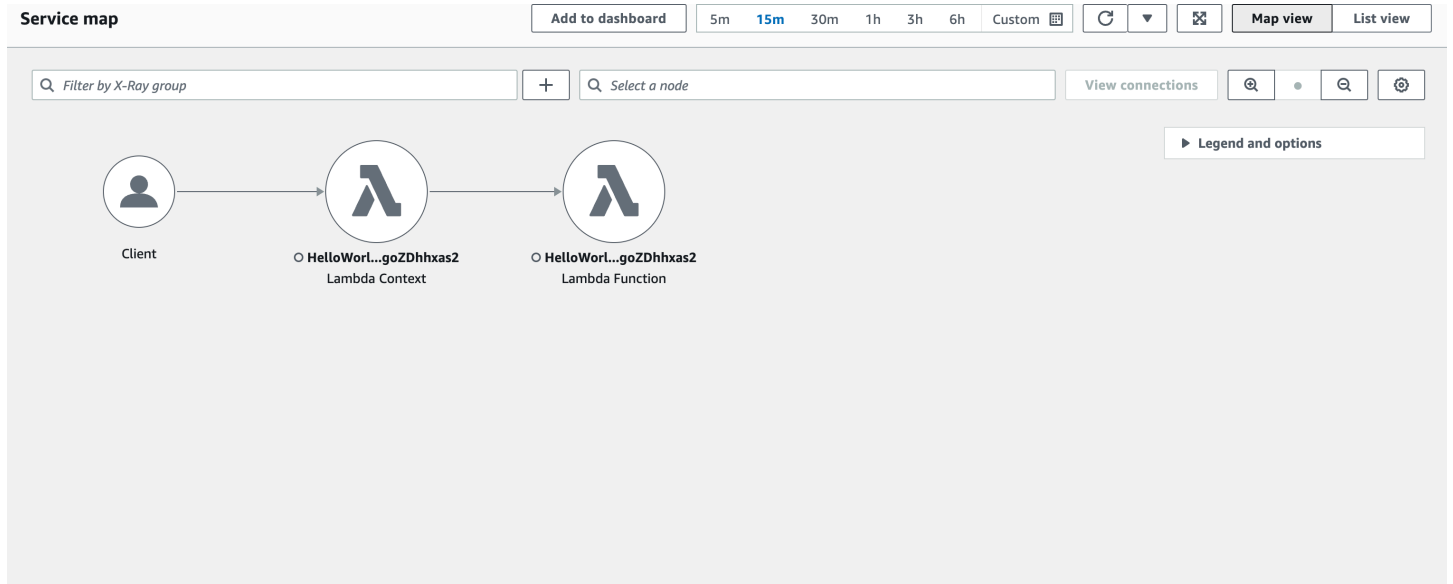 Service map
Add to dashboard
5m 15m 30m 1h 3h 6h Custom
Map view
List view
Filter by X-Ray group
Select a node
View connections
Legend and options
Client
HelloWorl...goZDhhxas2
Lambda Context
HelloWorl...goZDhhxas2
Lambda Function